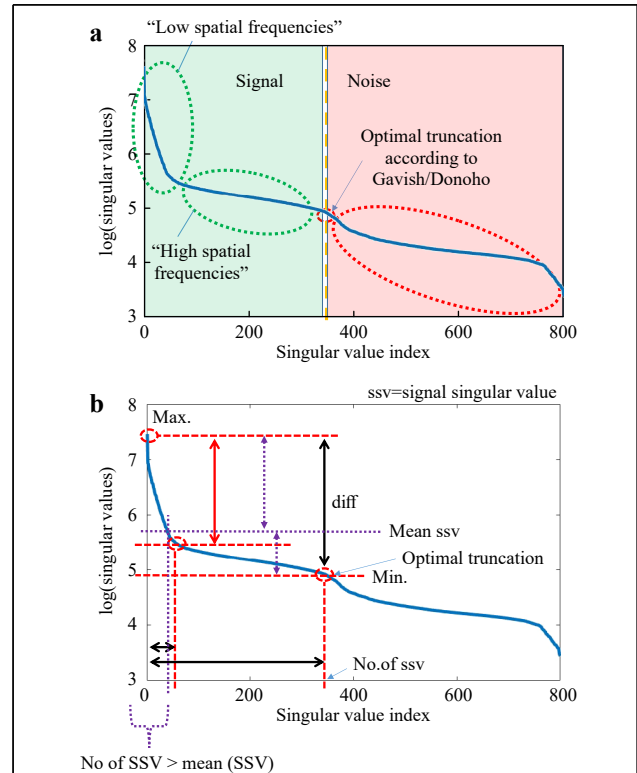 “Low spatial frequencies”
a
8
7
6
5
4
3
log(singular values)
Signal
Noise
Optimal truncation
according to
Gavish/Donoho
“High spatial
frequencies”
0
200
400
600
800
Singular value index
ssv=signal singular value
b
8
7
6
5
4
3
log(singular values)
Max.
diff
Mean ssv
Optimal truncation
Min.
No.of ssv
0
200
400
600
800
Singular value index
No of SSV > mean (SSV)